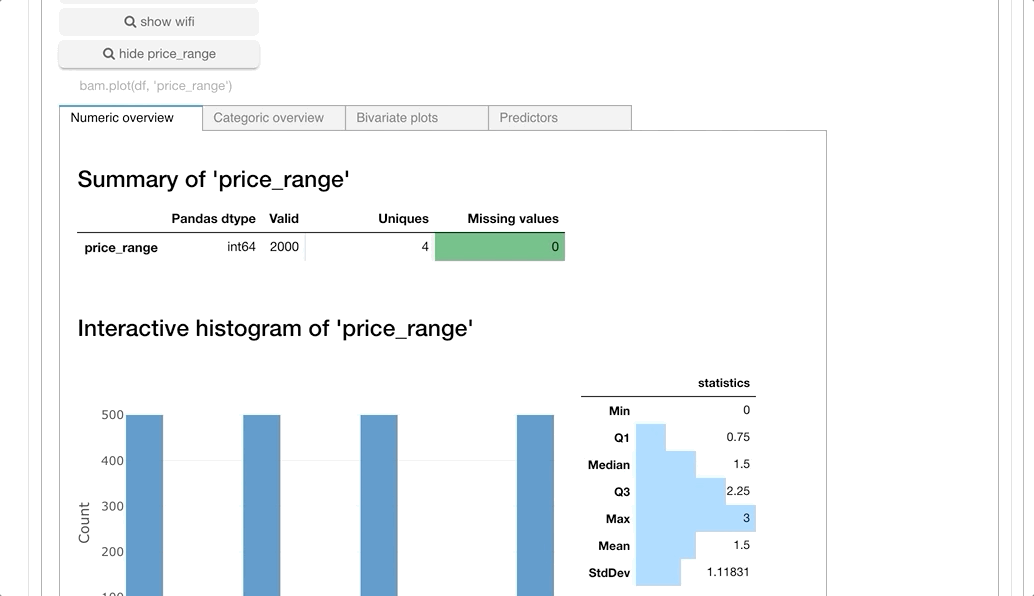 show wifi
hide price_range
bam.plot(df, 'price_range')
Numeric overview Categoric overview Bivariate plots Predictors
Summary of 'price_range'
Pandas dtype Valid Uniques Missing values
price_range int64 2000 4 0
Interactive histogram of 'price_range'
statistics
Min 0
Q1 0.75
Median 1.5
Q3 2.25
Max 3
Mean 1.5
StdDev 1.11831
500
400
300
200
100
Count